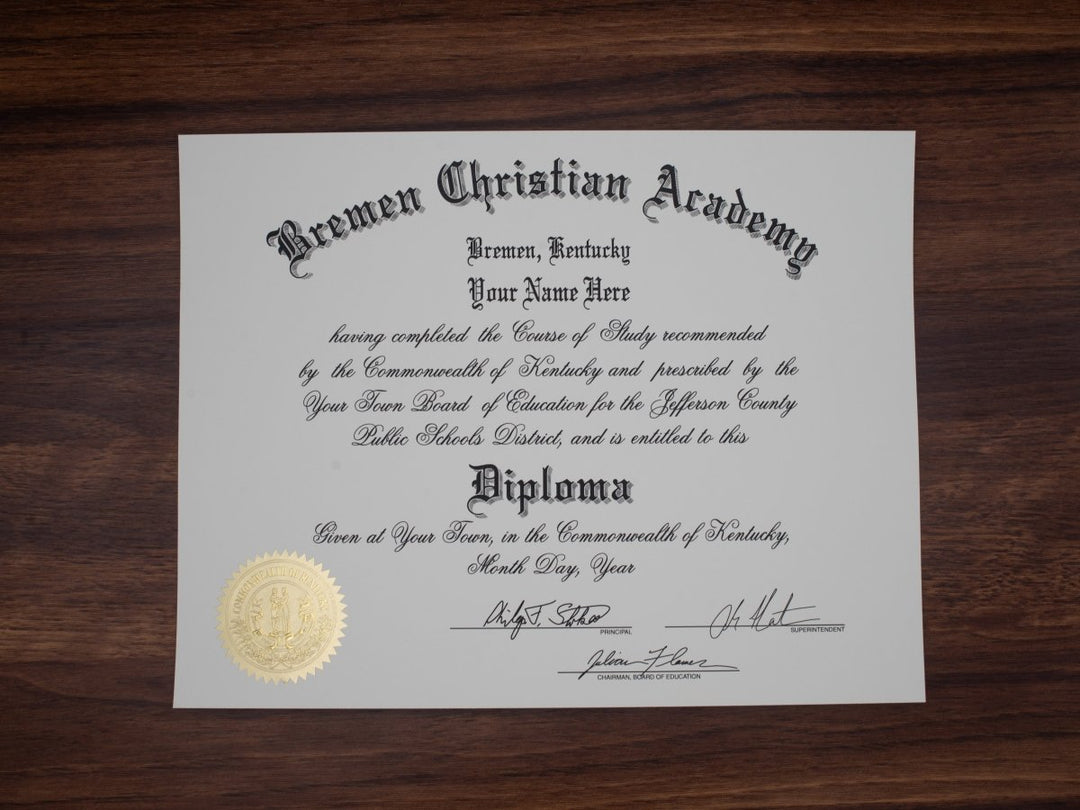 Bremen Christian Academy
Bremen, Kentucky
Your Name Here
having completed the Course of Study recommended
by the Commonwealth of Kentucky and prescribed by the
Your Town Board of Education for the Jefferson County
Public Schools District, and is entitled to this
Diploma
Given at Your Town, in the Commonwealth of Kentucky,
Month Day, Year
PRINCIPAL
SUPERINTENDENT
CHAIRMAN, BOARD OF EDUCATION
COMMONWEALTH OF KENTUCKY